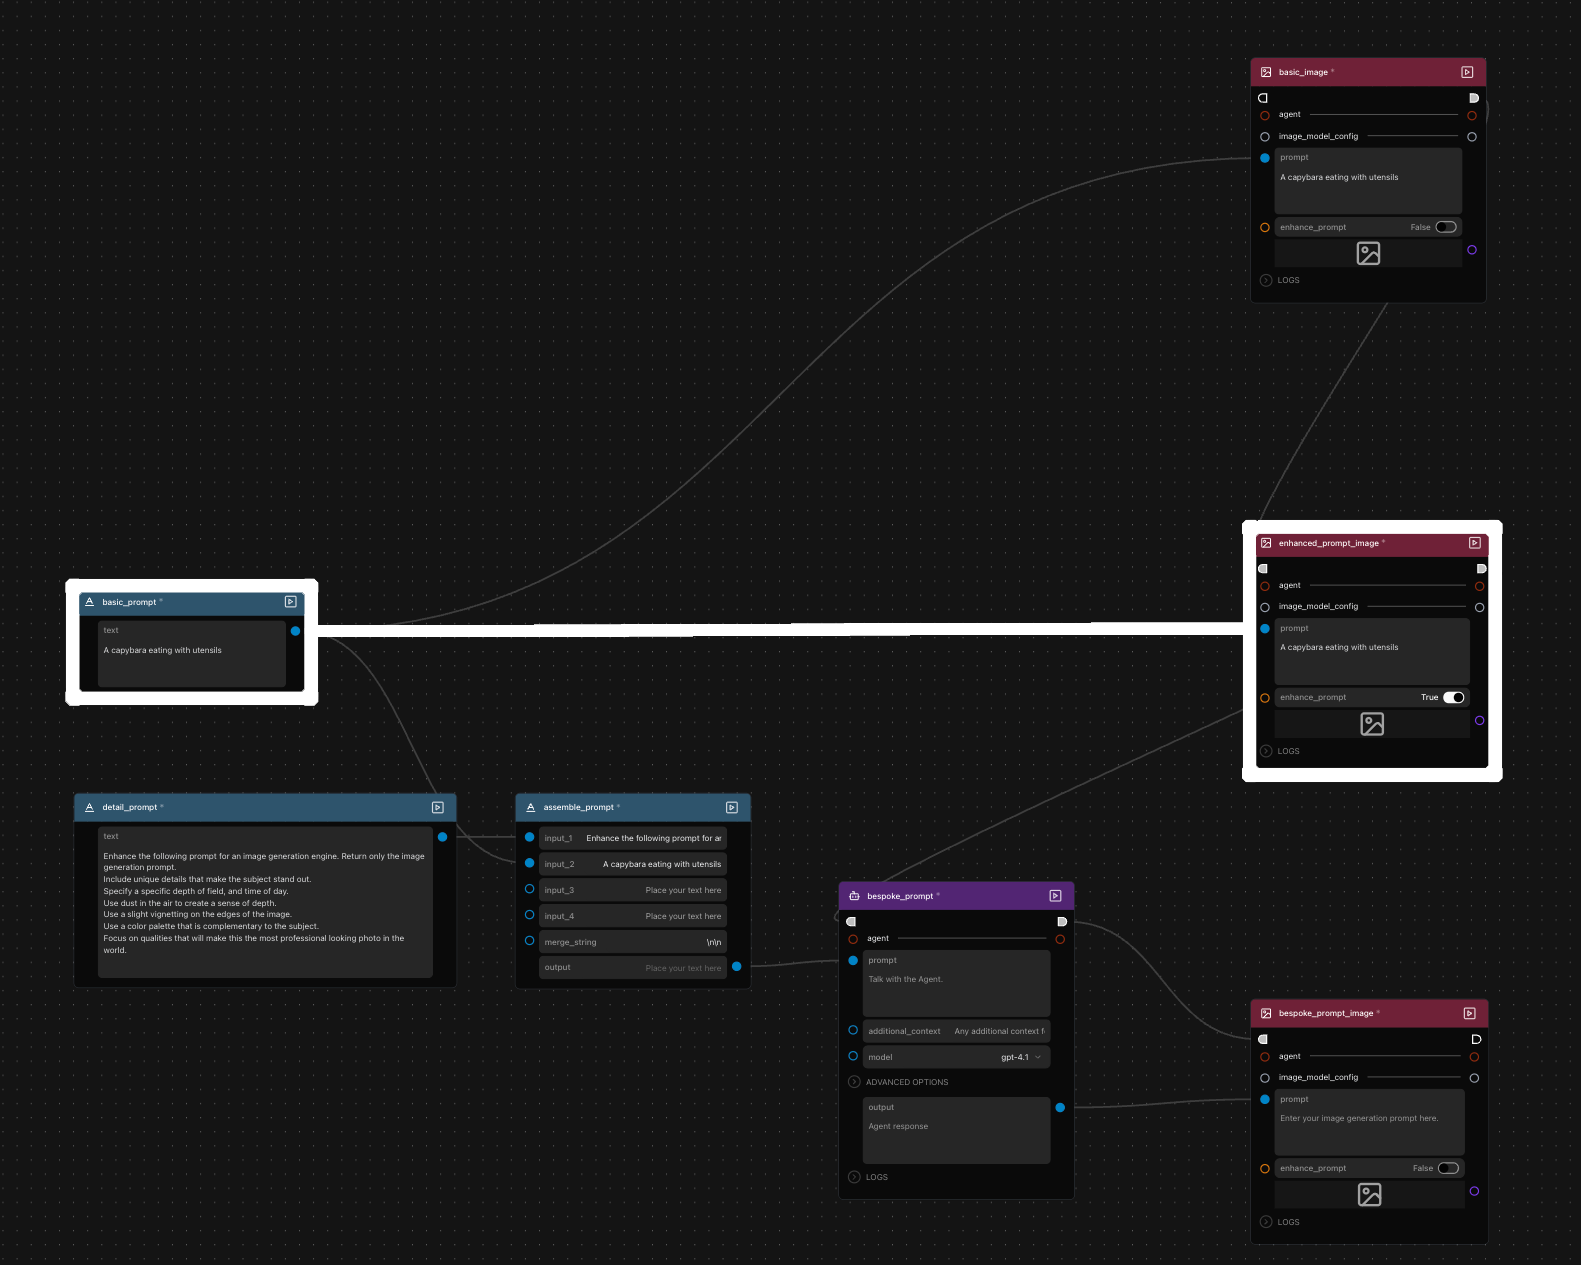 basic_image *
agent
image_model_config
prompt
A capybara eating with utensils
enhance_prompt False
LOGS
enhanced_prompt_image *
agent
image_model_config
prompt
A capybara eating with utensils
enhance_prompt True
LOGS
basic_prompt *
text
A capybara eating with utensils
detail_prompt *
text
Enhance the following prompt for an image generation engine. Return only the image
generation prompt.
Include unique details that make the subject stand out.
Specify a specific depth of field, and time of day.
Use dust in the air to create a sense of depth.
Use a slight vignetting on the edges of the image.
Use a color palette that is complementary to the subject.
Focus on qualities that will make this the most professional looking photo in the
world.
assemble_prompt *
input_1 Enhance the following prompt for ar
input_2 A capybara eating with utensils
input_3 Place your text here
input_4 Place your text here
merge_string \n\n
output Place your text here
bespoke_prompt *
agent
prompt
Talk with the Agent.
additional_context Any additional context f
model gpt-4.1
ADVANCED OPTIONS
output
Agent response
LOGS
bespoke_prompt_image *
agent
image_model_config
prompt
Enter your image generation prompt here.
enhance_prompt False
LOGS